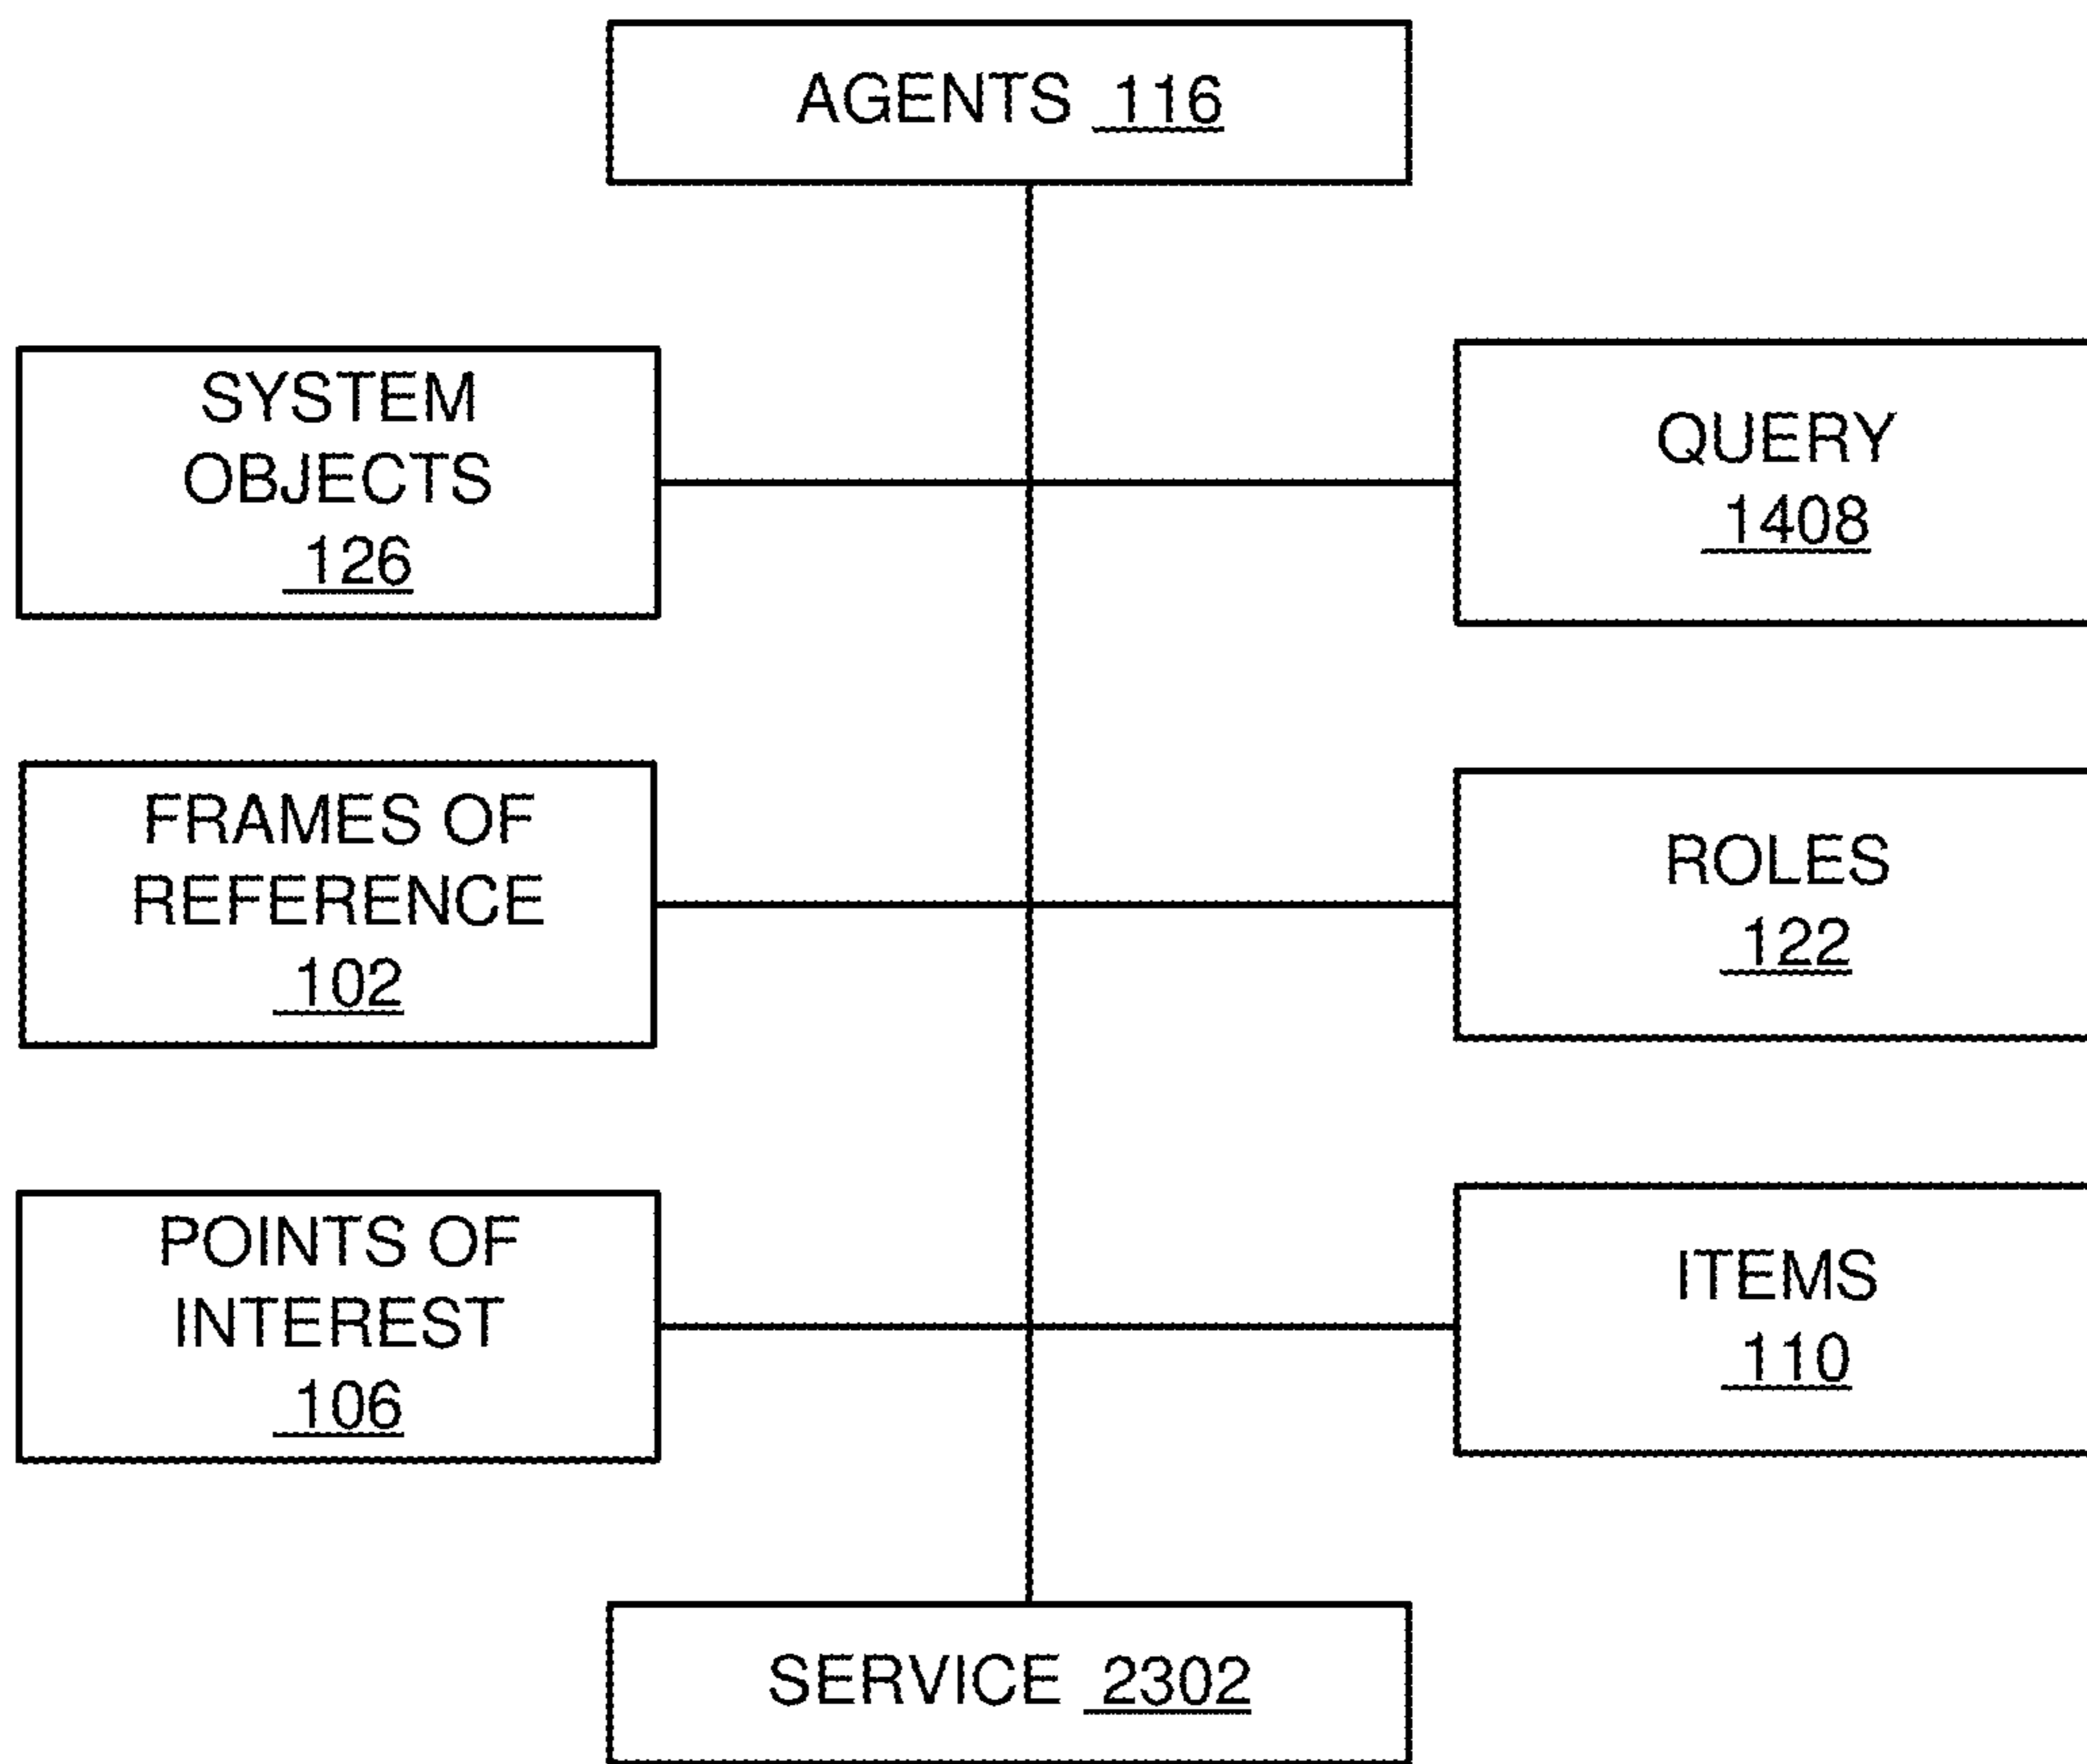 AGENTS 116
SYSTEM
OBJECTS
126
QUERY
1408
FRAMES OF
REFERENCE
102
ROLES
122
POINTS OF
INTEREST
106
ITEMS
110
SERVICE 2302